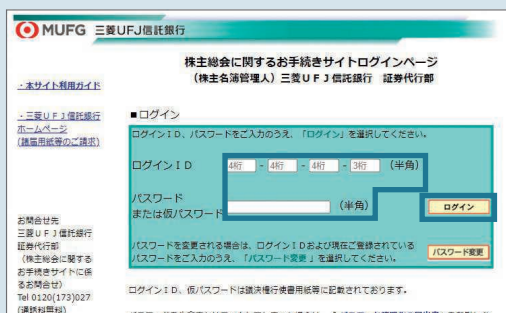 MUFG 三菱UFJ信託銀行
株主総会に関するお手続きサイトログインページ
（株主名簿管理人）三菱ＵＦＪ信託銀行 証券代行部
・本サイト利用ガイド
・三菱ＵＦＪ信託銀行
ホームページ
(諸届用紙等のご請求)
■ログイン
ログインＩＤ、パスワードをご入力のうえ、「ログイン」を選択してください。
ログインＩＤ 4桁 - 4桁 - 4桁 - 3桁 （半角）
パスワード
または仮パスワード （半角）
ログイン
パスワードを変更される場合は、ログインＩＤおよび現在ご登録されている
パスワードをご入力のうえ、「パスワード変更」を選択してください。
パスワード変更
お問合せ先
三菱ＵＦＪ信託銀行
証券代行部
（株主総会に関する
お手続きサイトに係
るお問合せ）
Tel 0120(173)027
(通話料無料)
ログインＩＤ、仮パスワードは議決権行使書用紙等に記載されております。